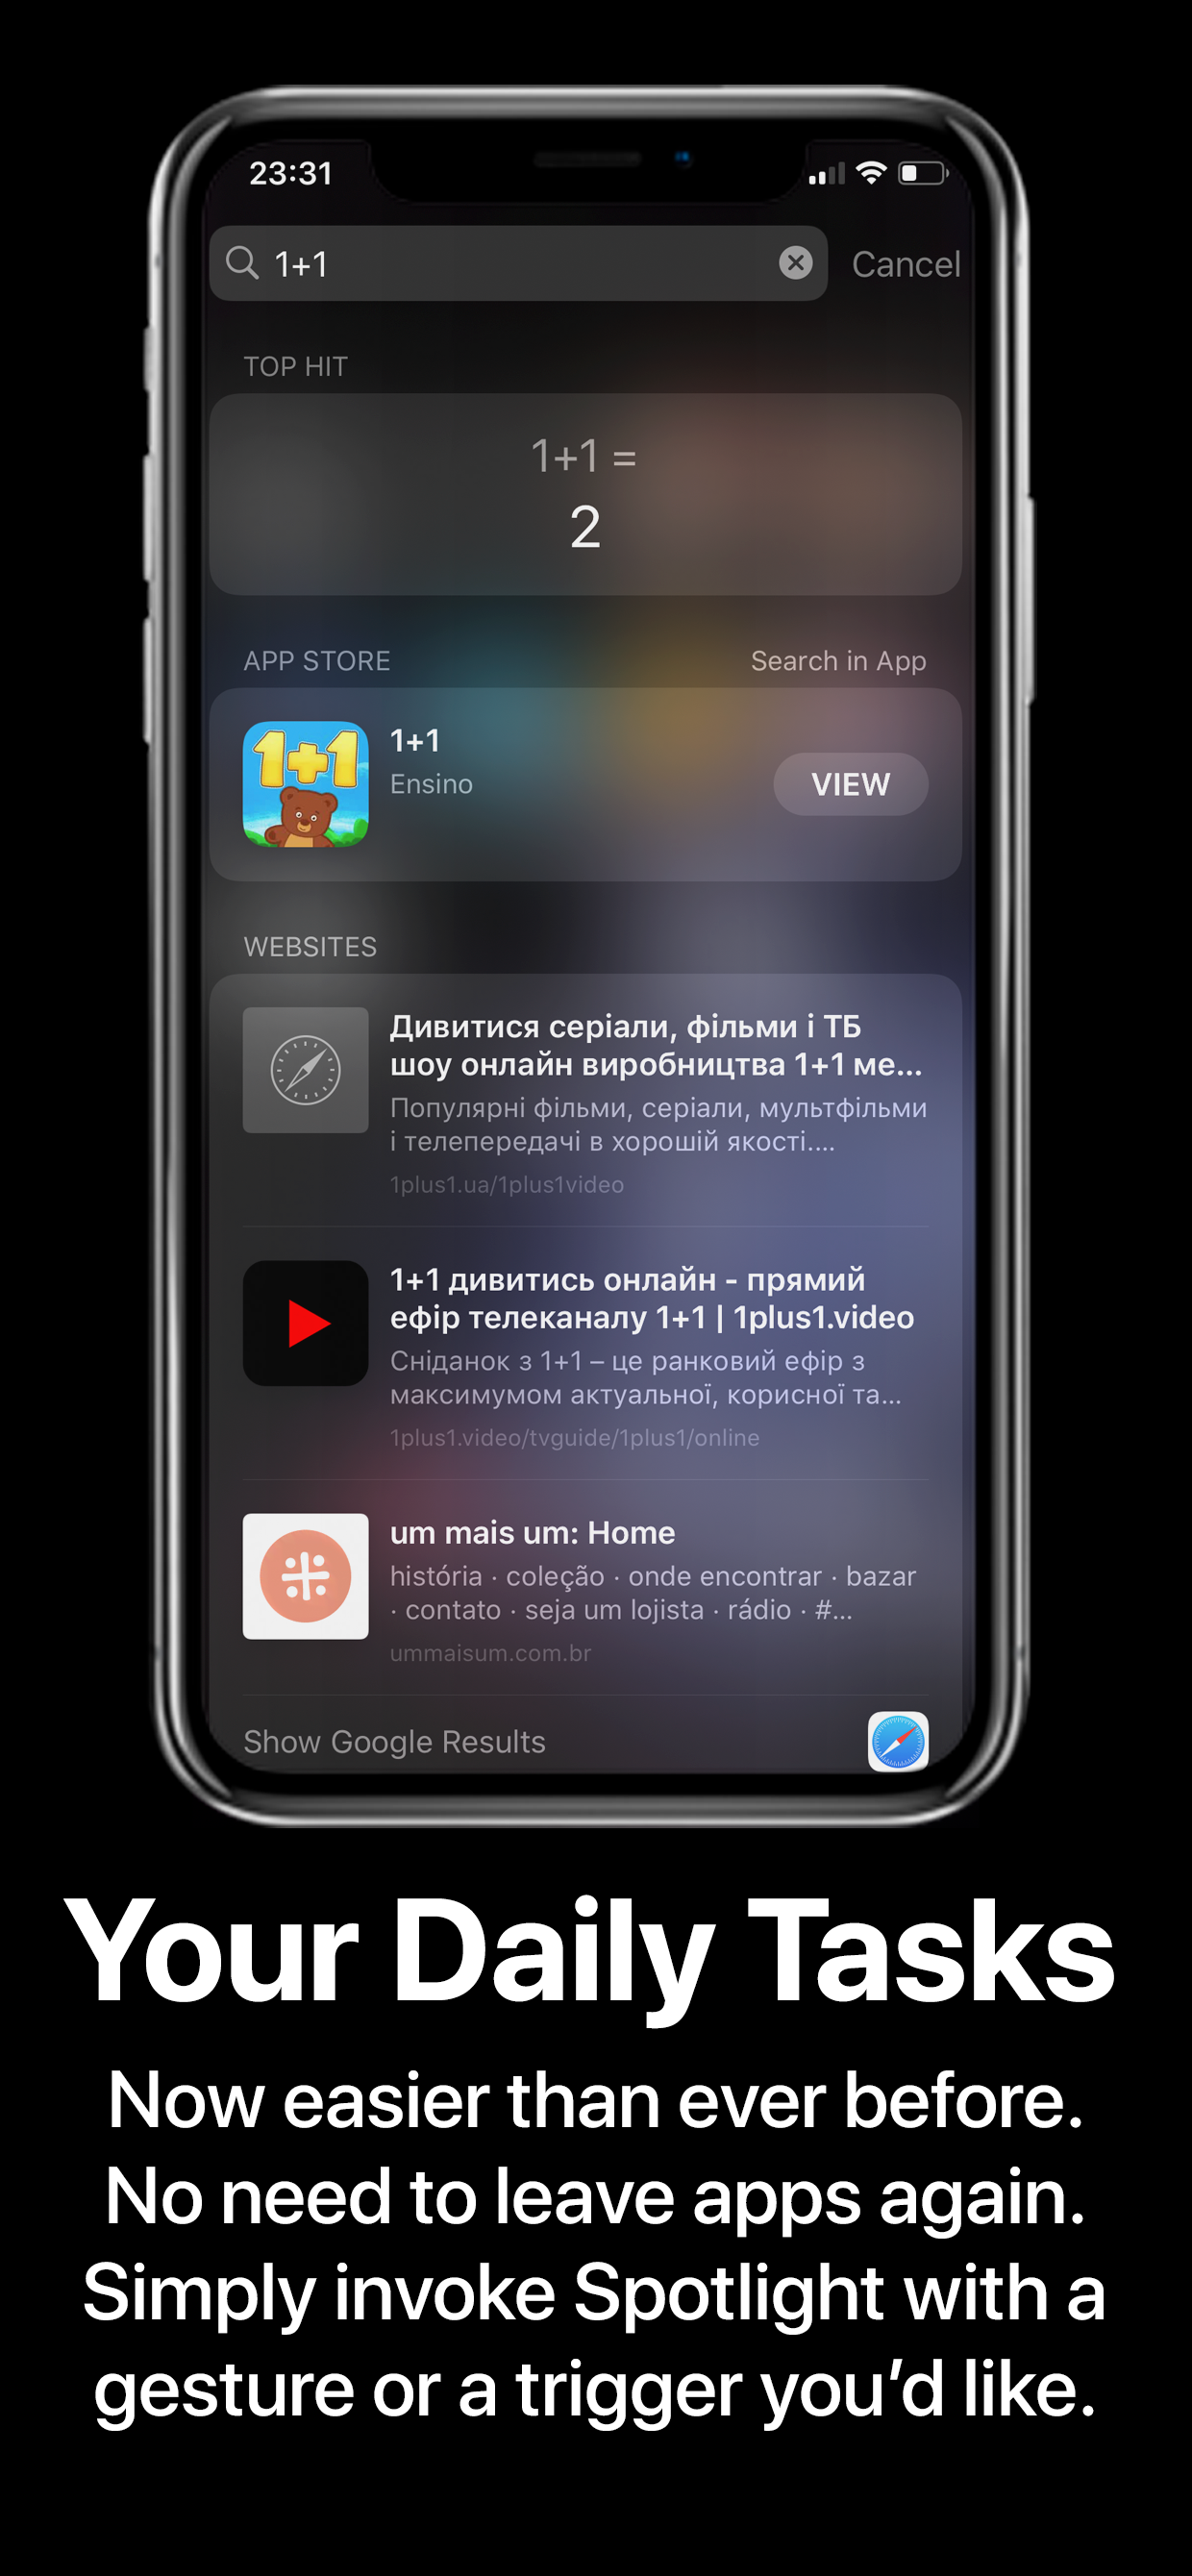 23:31
1+1
Cancel
TOP HIT
1+1 =
2
APP STORE
Search in App
1+1
1+1
Ensino
VIEW
WEBSITES
Дивитися серіали, фільми і ТБ
шоу онлайн виробництва 1+1 ме...
Популярні фільми, серіали, мультфільми
і телепередачі в хорошій якості....
1plus1.ua/1plus1video
1+1 дивитись онлайн - прямий
ефір телеканалу 1+1 | 1plus1.video
Сніданок з 1+1 – це ранковий ефір з
максимумом актуальної, корисної та...
1plus1.video/tvguide/1plus1/online
um mais um: Home
história · coleção · onde encontrar · bazar
· contato · seja um lojista · rádio · #...
ummaisum.com.br
Show Google Results
Your Daily Tasks
Now easier than ever before.
No need to leave apps again.
Simply invoke Spotlight with a
gesture or a trigger you’d like.